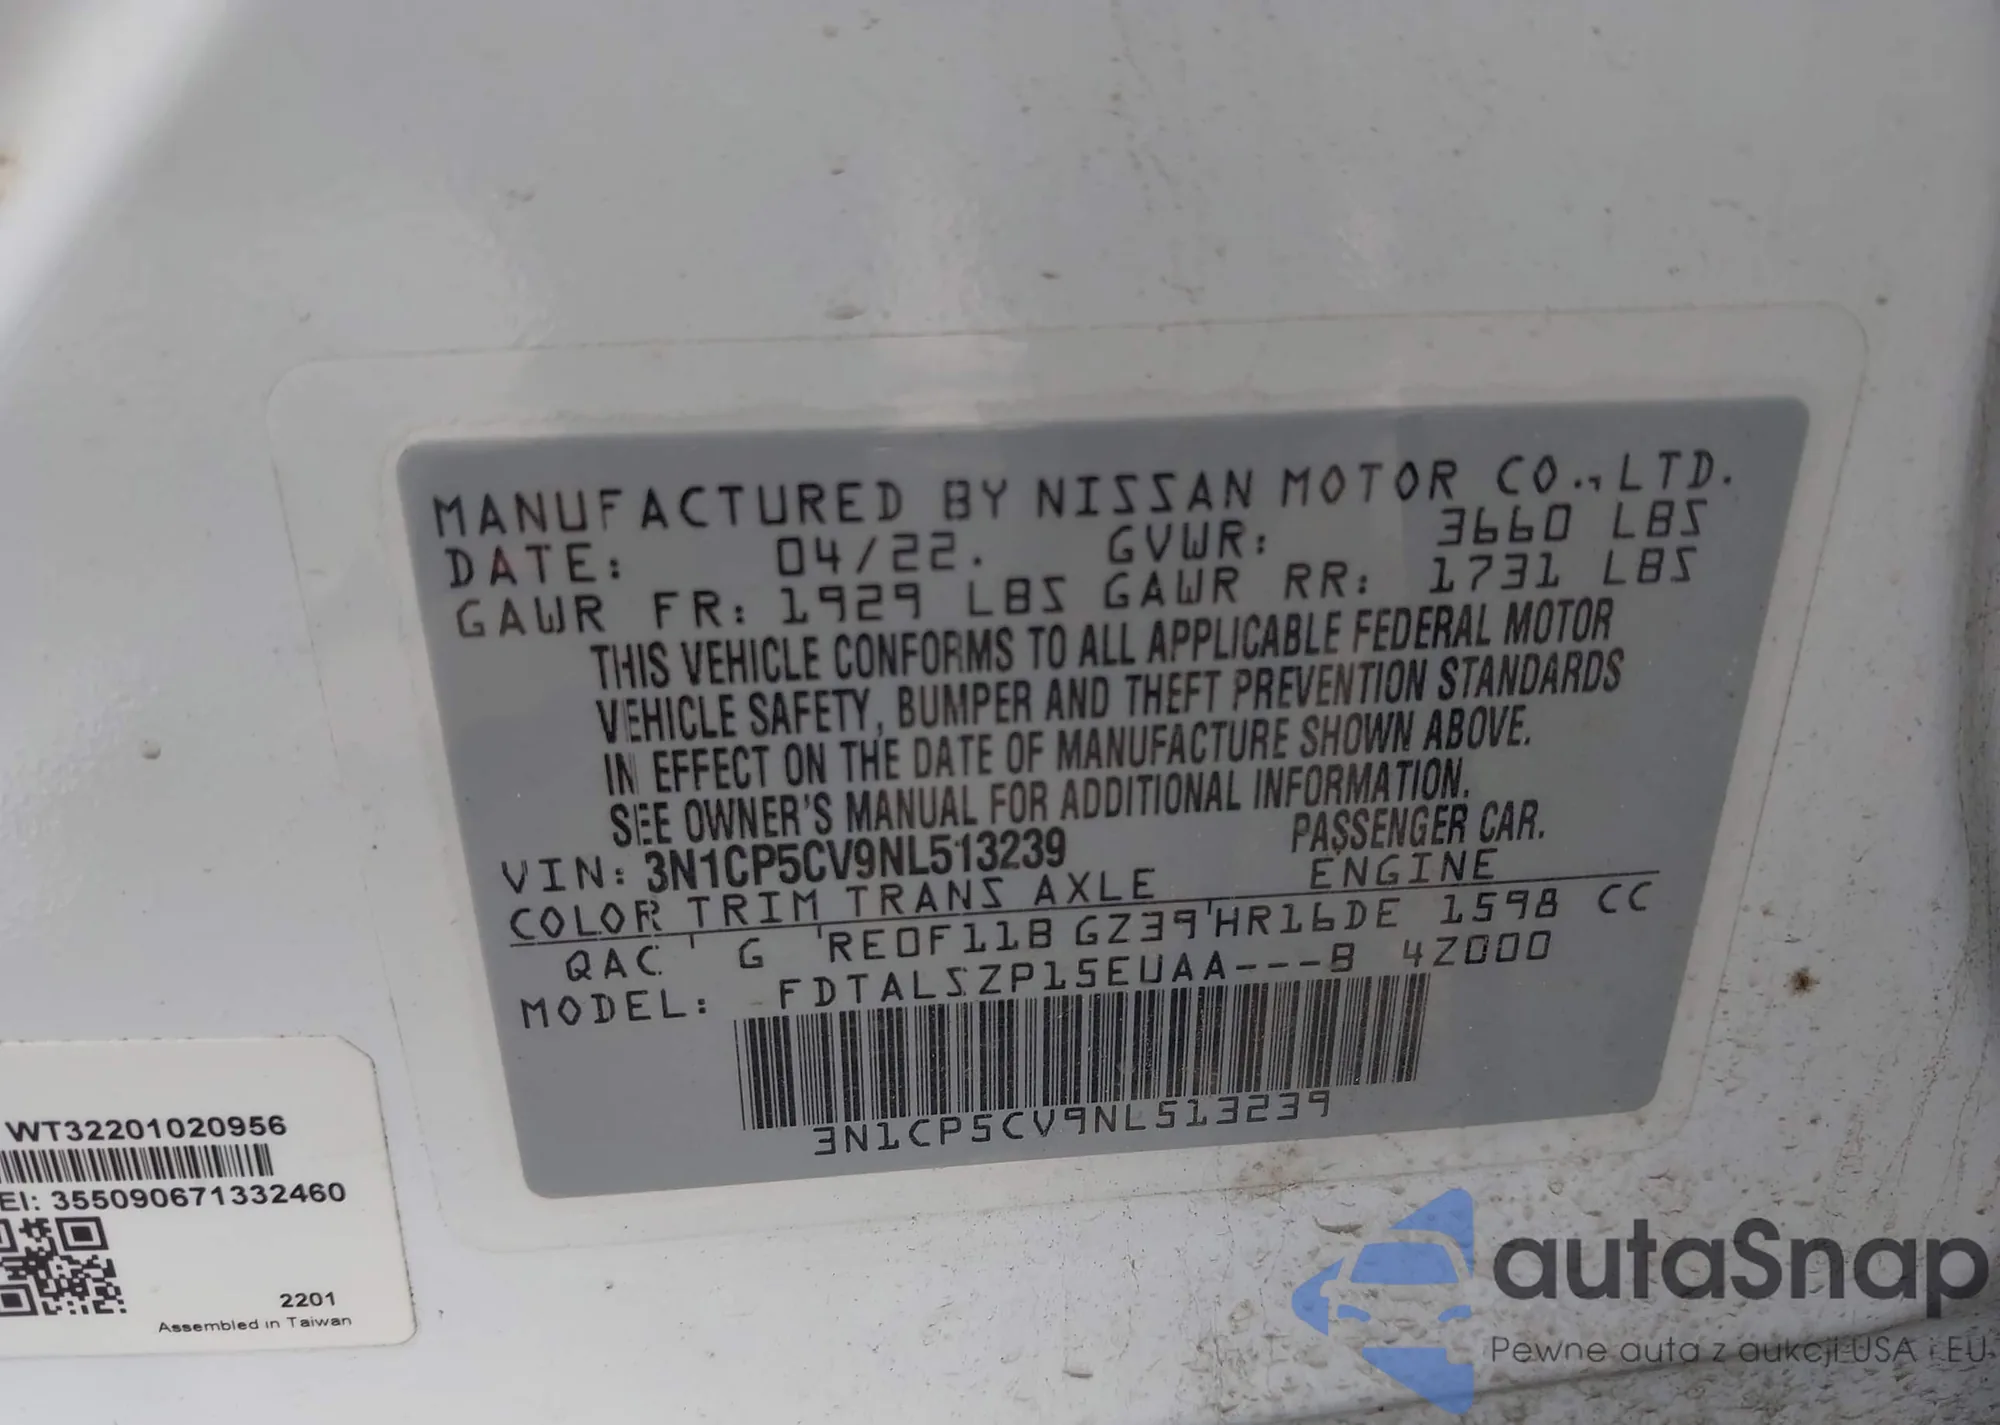 MANUFACTURED BY NISSAN MOTOR CO., LTD.
DATE: 04/22. GVWR: 3660 LBS
GAWR FR: 1929 LBS GAWR RR: 1731 LBS
THIS VEHICLE CONFORMS TO ALL APPLICABLE FEDERAL MOTOR
VEHICLE SAFETY, BUMPER AND THEFT PREVENTION STANDARDS
IN EFFECT ON THE DATE OF MANUFACTURE SHOWN ABOVE.
SEE OWNER'S MANUAL FOR ADDITIONAL INFORMATION.
VIN: 3N1CP5CV9NL513239 PASSENGER CAR.
COLOR TRIM TRANS AXLE ENGINE
QAC G RE0F11B GZ39 HR16DE 1598 CC
MODEL: FDTALSZP15EUAA---B 4Z000
3N1CP5CV9NL513239
WT32201020956
EI: 355090671332460
2201
Assembled in Taiwan
autaSnap
Pewne auta z aukcji USA i EU